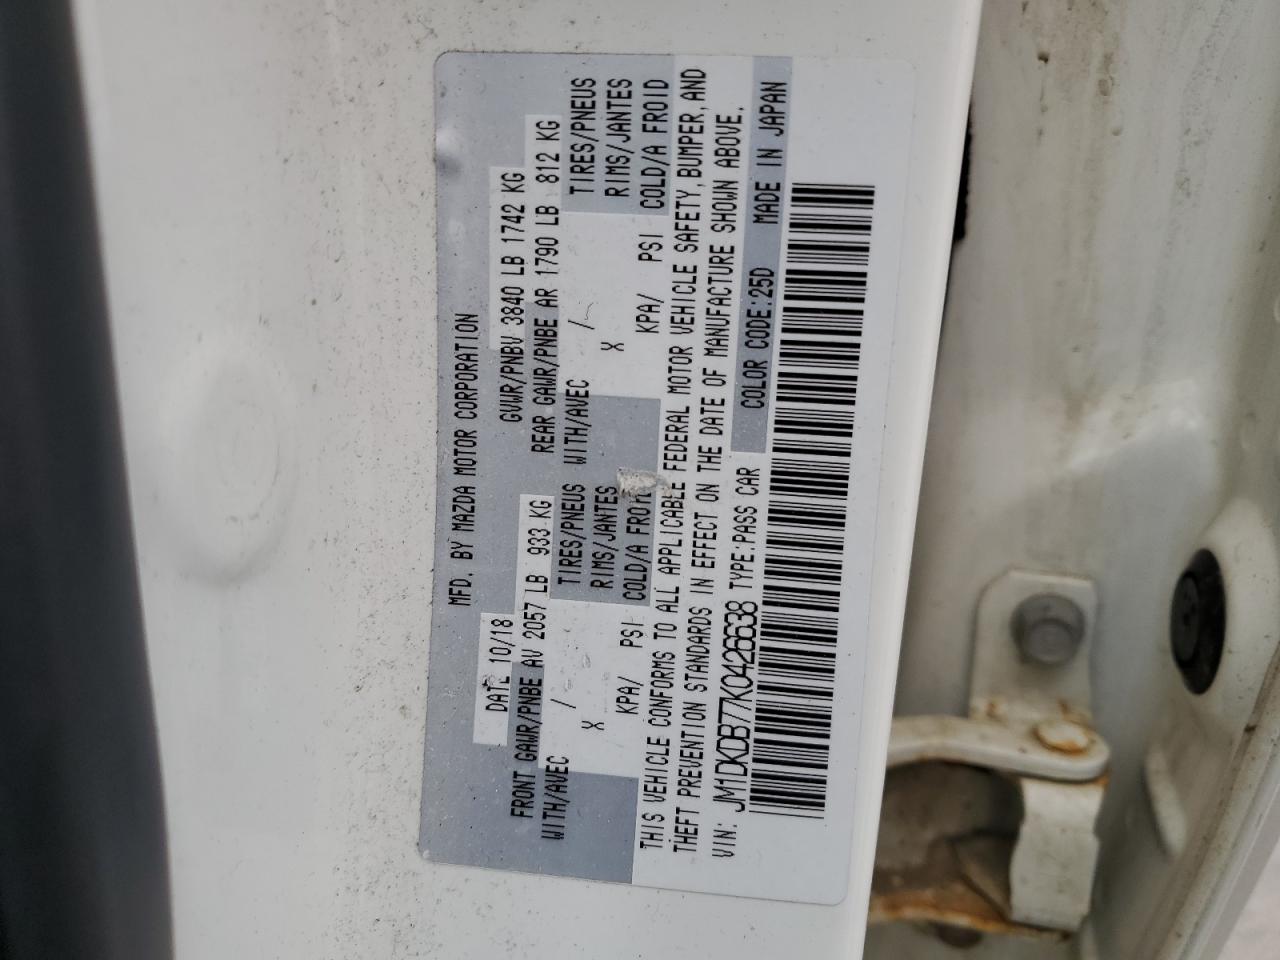 MFD. BY MAZDA MOTOR CORPORATION
DATE 10/18 GVWR/PNBV 3840 LB 1742 KG
FRONT GAWR/PNBE AV 2057 LB 933 KG REAR GAWR/PNBE AR 1790 LB 812 KG
WITH/AVEC / TIRES/PNEUS WITH/AVEC / TIRES/PNEUS
X RIMS/JANTES X RIMS/JANTES
KPA/ PSI COLD/A FROID KPA/ PSI COLD/A FROID
THIS VEHICLE CONFORMS TO ALL APPLICABLE FEDERAL MOTOR VEHICLE SAFETY, BUMPER, AND
THEFT PREVENTION STANDARDS IN EFFECT ON THE DATE OF MANUFACTURE SHOWN ABOVE.
VIN: JM1DKDB77K0426638 TYPE:PASS CAR COLOR CODE:25D MADE IN JAPAN